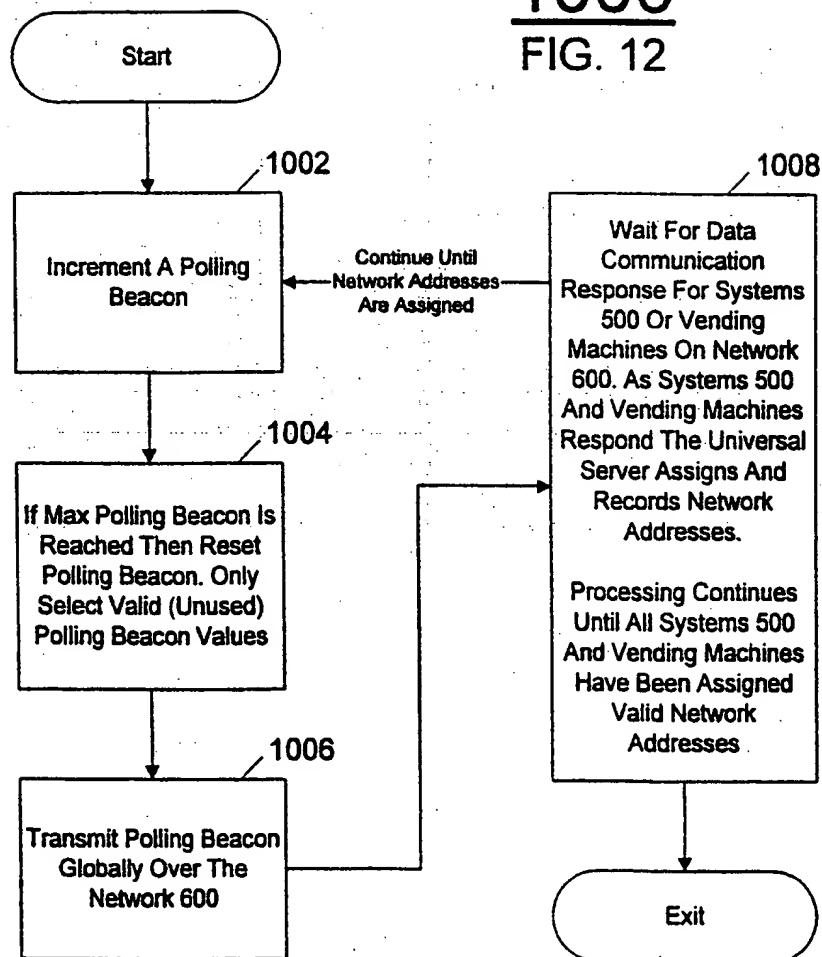 1000
FIG. 12
Start
1002
Increment A Polling
Beacon
Continue Until
Network Addresses
Are Assigned
1004
If Max Polling Beacon Is
Reached Then Reset
Polling Beacon. Only
Select Valid (Unused)
Polling Beacon Values
1006
Transmit Polling Beacon
Globally Over The
Network 600
1008
Wait For Data
Communication
Response For Systems
500 Or Vending
Machines On Network
600. As Systems 500
And Vending Machines
Respond The Universal
Server Assigns And
Records Network
Addresses.
Processing Continues
Until All Systems 500
And Vending Machines
Have Been Assigned
Valid Network
Addresses
Exit